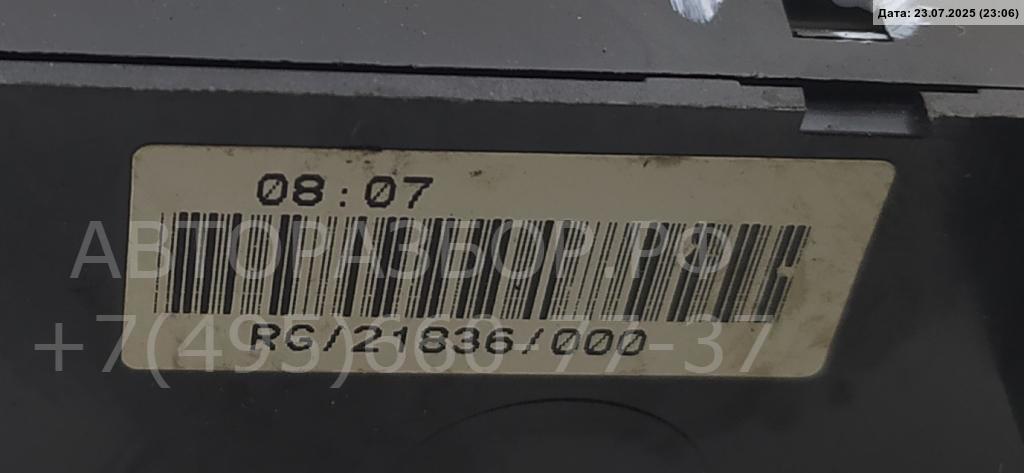 Дата: 23.07.2025 (23:06)
08:07
АВТОРАЗБОР.РФ
RG/21836/000
+7(495)660-77-37